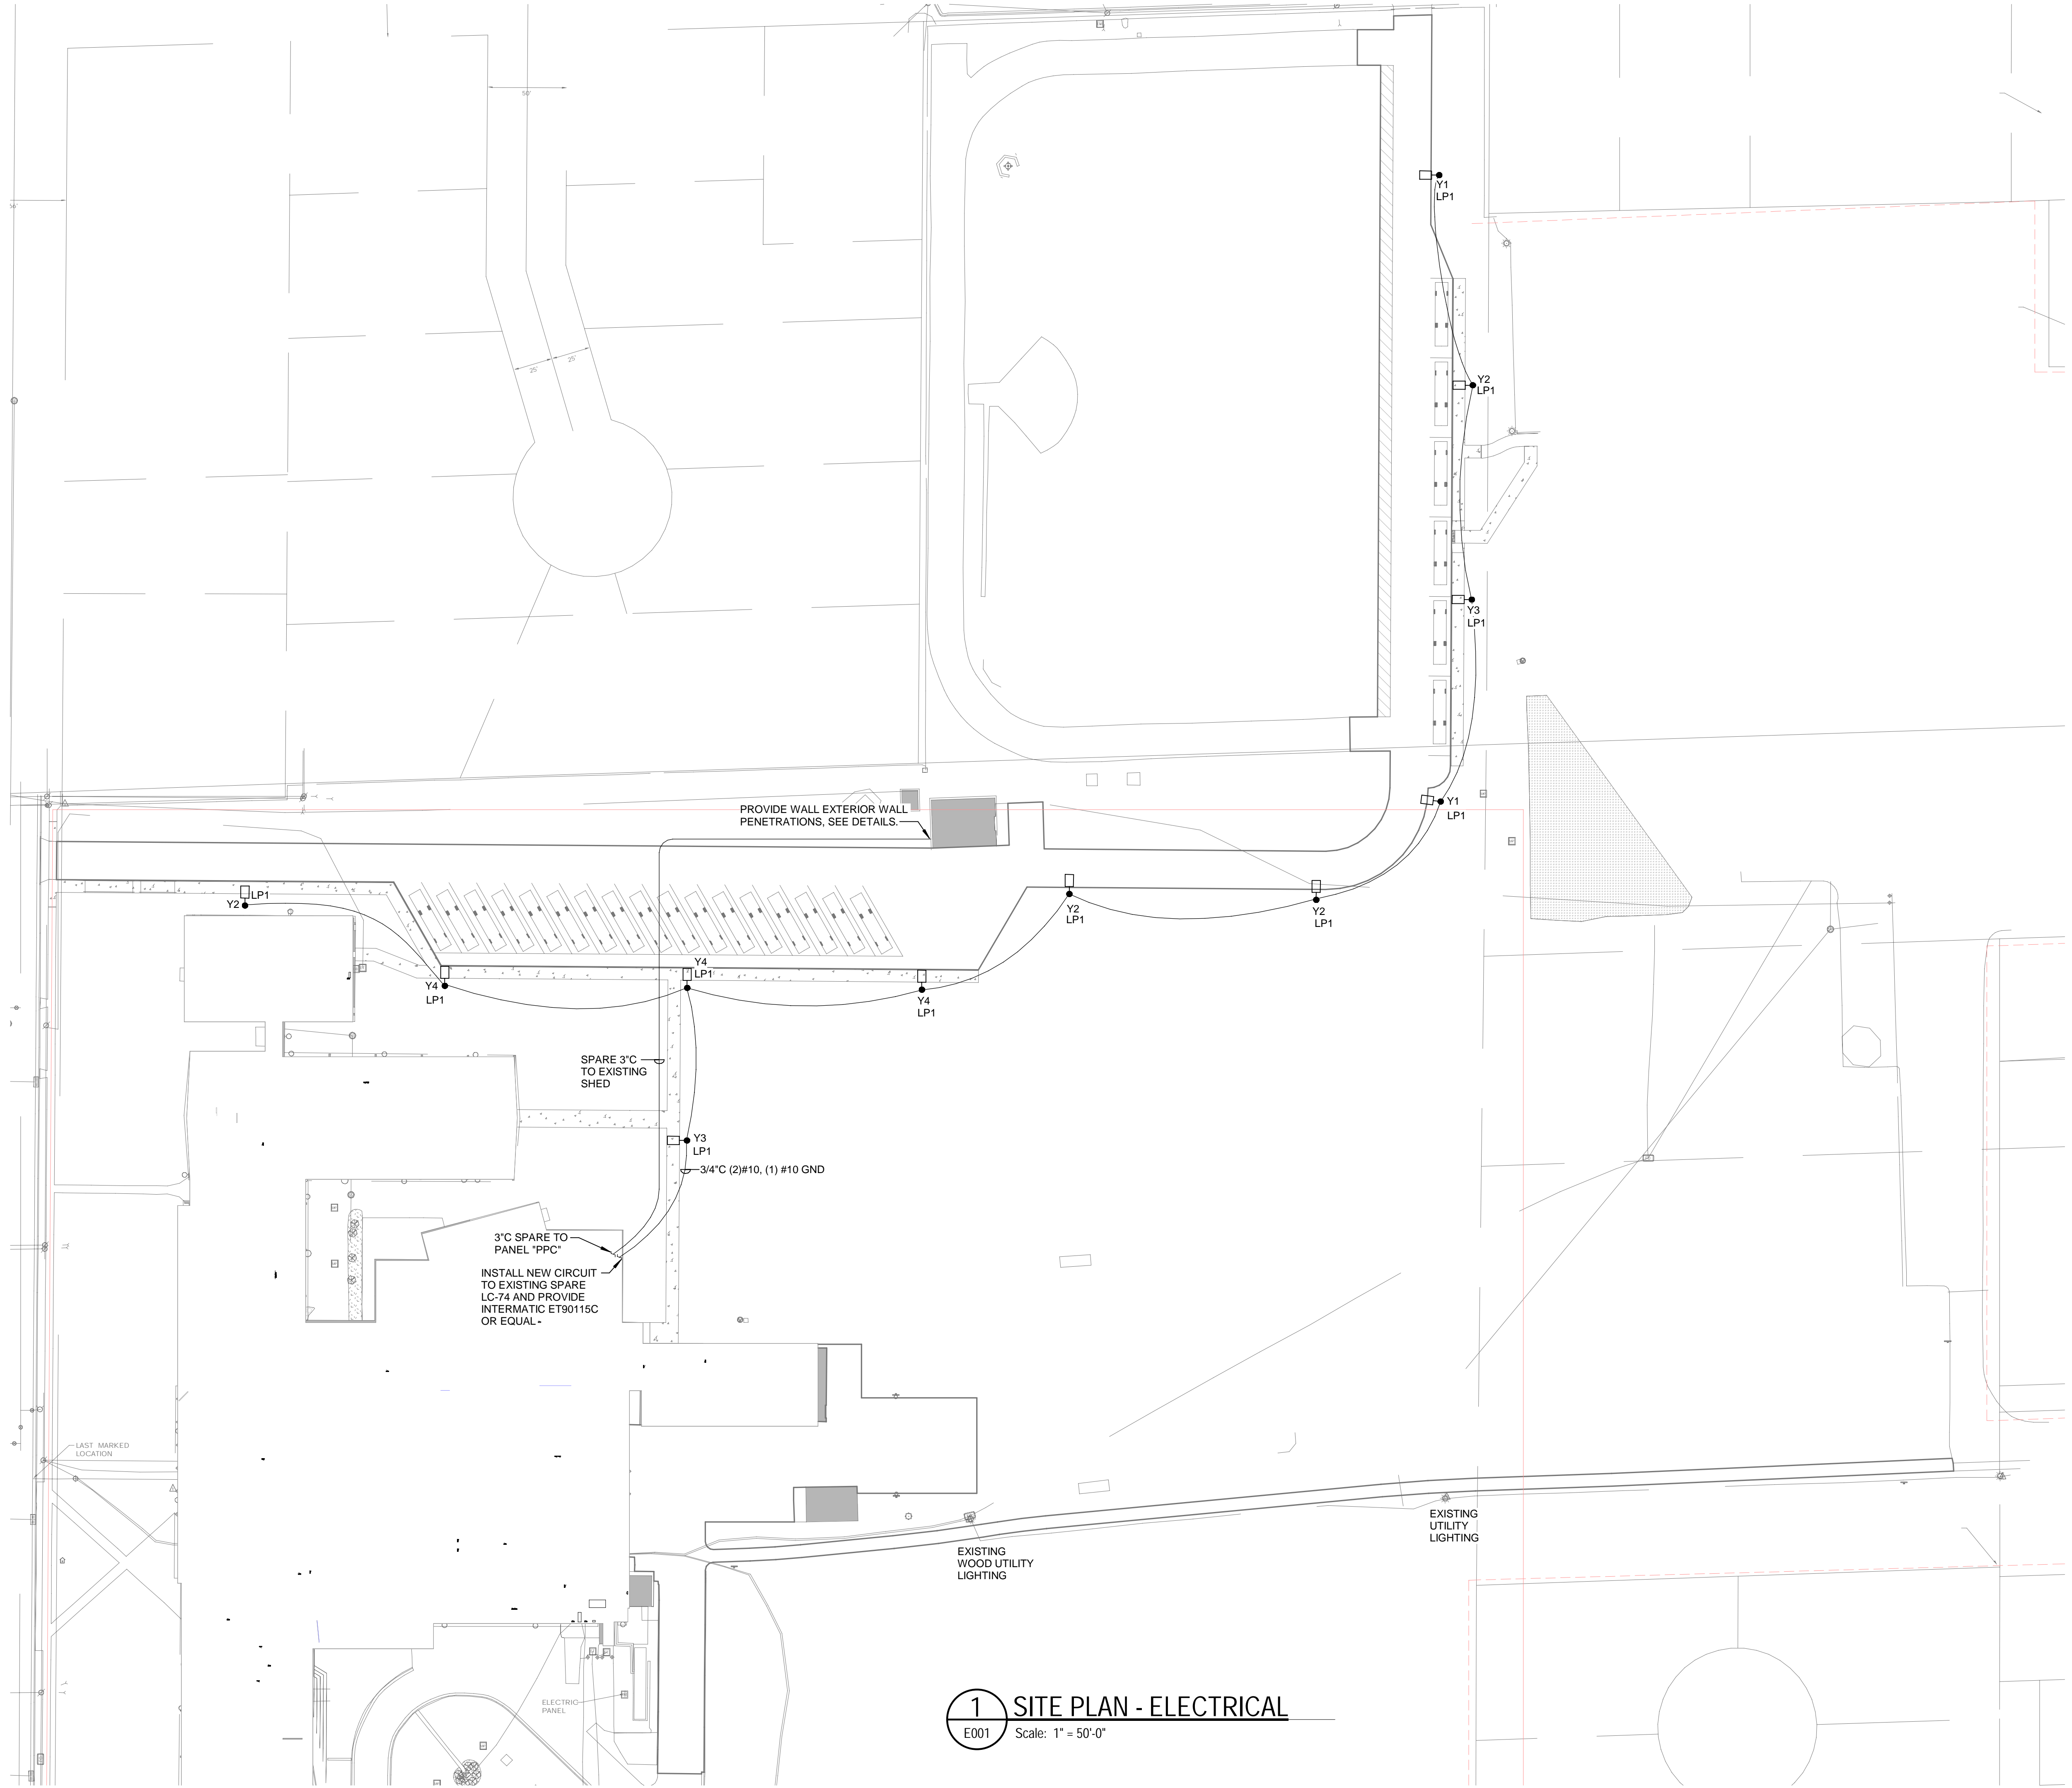 50'
56'
25'
25'
Y1
LP1
Y2
LP1
Y3
LP1
Y1
LP1
PROVIDE WALL EXTERIOR WALL
PENETRATIONS, SEE DETAILS.
LP1
Y2
Y2
LP1
Y2
LP1
Y4
LP1
Y4
LP1
Y4
LP1
SPARE 3"C
TO EXISTING
SHED
Y3
LP1
3/4"C (2)#10, (1) #10 GND
3"C SPARE TO
PANEL "PPC"
INSTALL NEW CIRCUIT
TO EXISTING SPARE
LC-74 AND PROVIDE
INTERMATIC ET90115C
OR EQUAL-
LAST MARKED
LOCATION
EXISTING
UTILITY
LIGHTING
EXISTING
WOOD UTILITY
LIGHTING
ELECTRIC
PANEL
1
E001
SITE PLAN - ELECTRICAL
Scale: 1" = 50'-0"